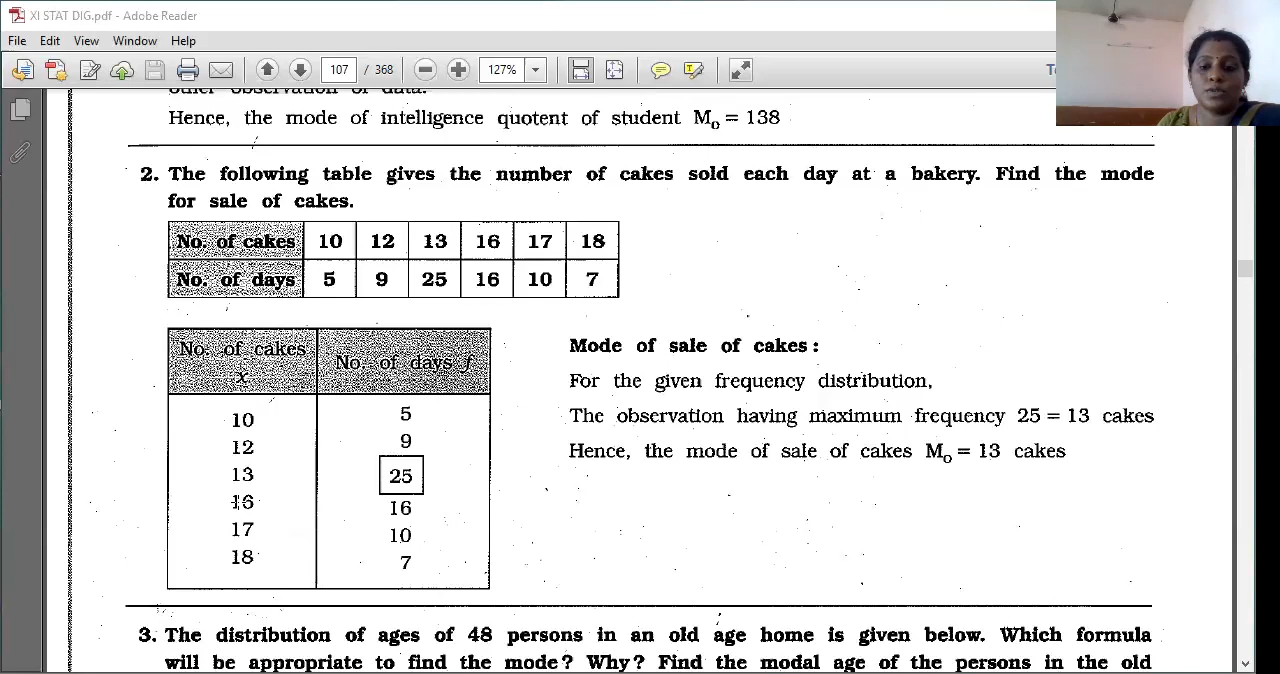 XI STAT DIG.pdf - Adobe Reader
File Edit View Window Help
107 / 368 127%
other observation of data.
Hence, the mode of intelligence quotent of student Mo = 138
2. The following table gives the number of cakes sold each day at a bakery. Find the mode
for sale of cakes.
No. of cakes 10 12 13 16 17 18
No. of days 5 9 25 16 10 7
No. of cakes x No. of days f
10 5
12 9
13 25
16 16
17 10
18 7
Mode of sale of cakes :
For the given frequency distribution,
The observation having maximum frequency 25 = 13 cakes
Hence, the mode of sale of cakes Mo = 13 cakes
3. The distribution of ages of 48 persons in an old age home is given below. Which formula
will be appropriate to find the mode? Why? Find the modal age of the persons in the old